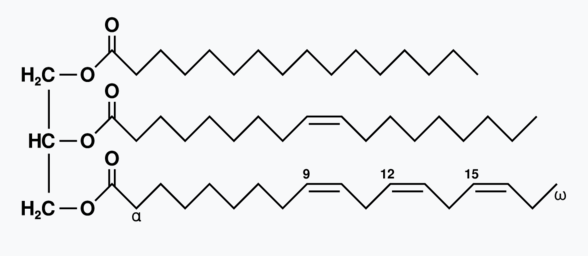 O
H₂C—O
O
HC—O
O
9 12 15
H₂C—O
α ω